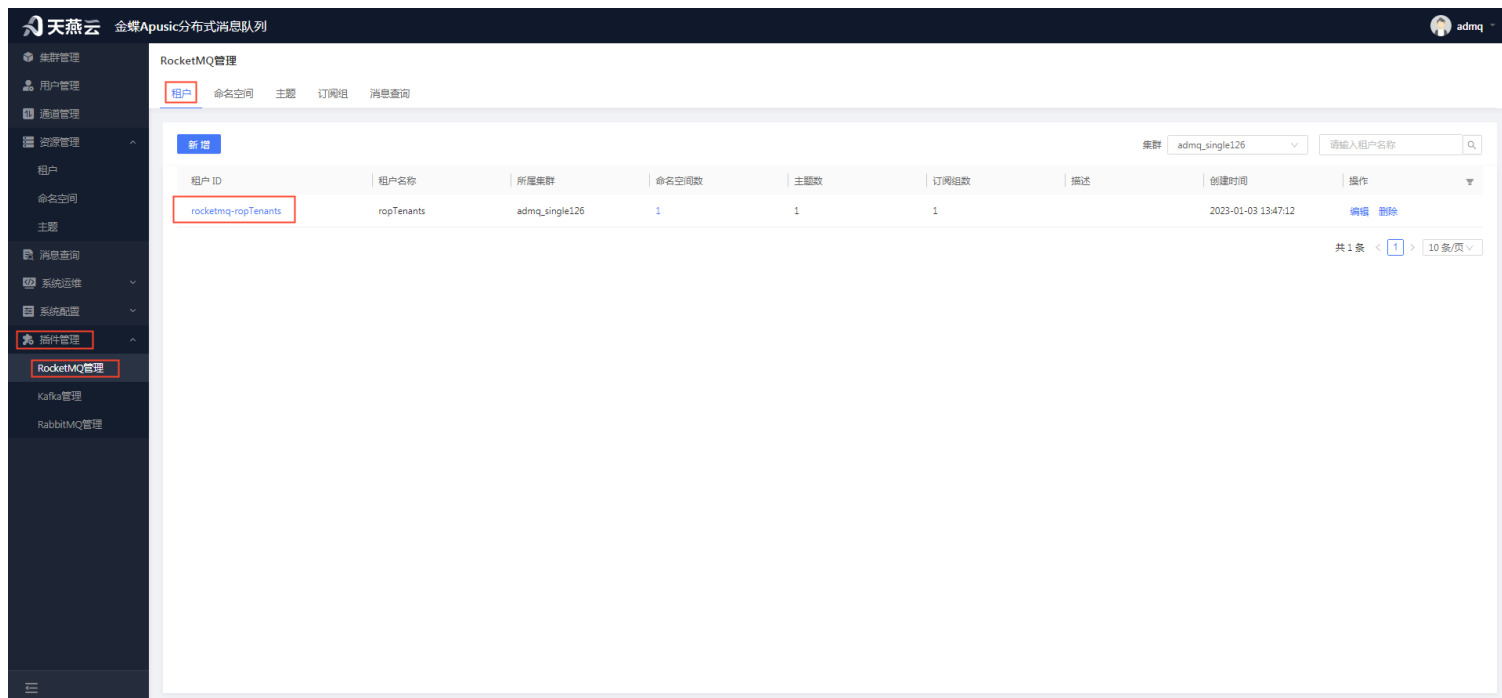 天燕云 金蝶Apusic分布式消息队列 admq
集群管理
用户管理
通道管理
资源管理
租户
命名空间
主题
消息查询
系统运维
系统配置
插件管理
RocketMQ管理
Kafka管理
RabbitMQ管理
RocketMQ管理
租户 命名空间 主题 订阅组 消息查询
新 增 集群 admq_single126 请输入租户名称
租户 ID 租户名称 所属集群 命名空间数 主题数 订阅组数 描述 创建时间 操作
rocketmq-ropTenants ropTenants admq_single126 1 1 1 2023-01-03 13:47:12 编辑 删除
共 1 条 < 1 > 10 条/页